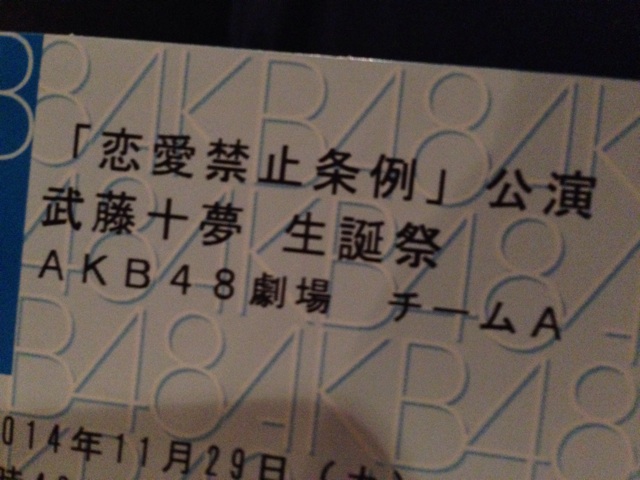 「恋愛禁止条例」公演
武藤十夢 生誕祭
AKB48劇場 チームA
2014年11月29日